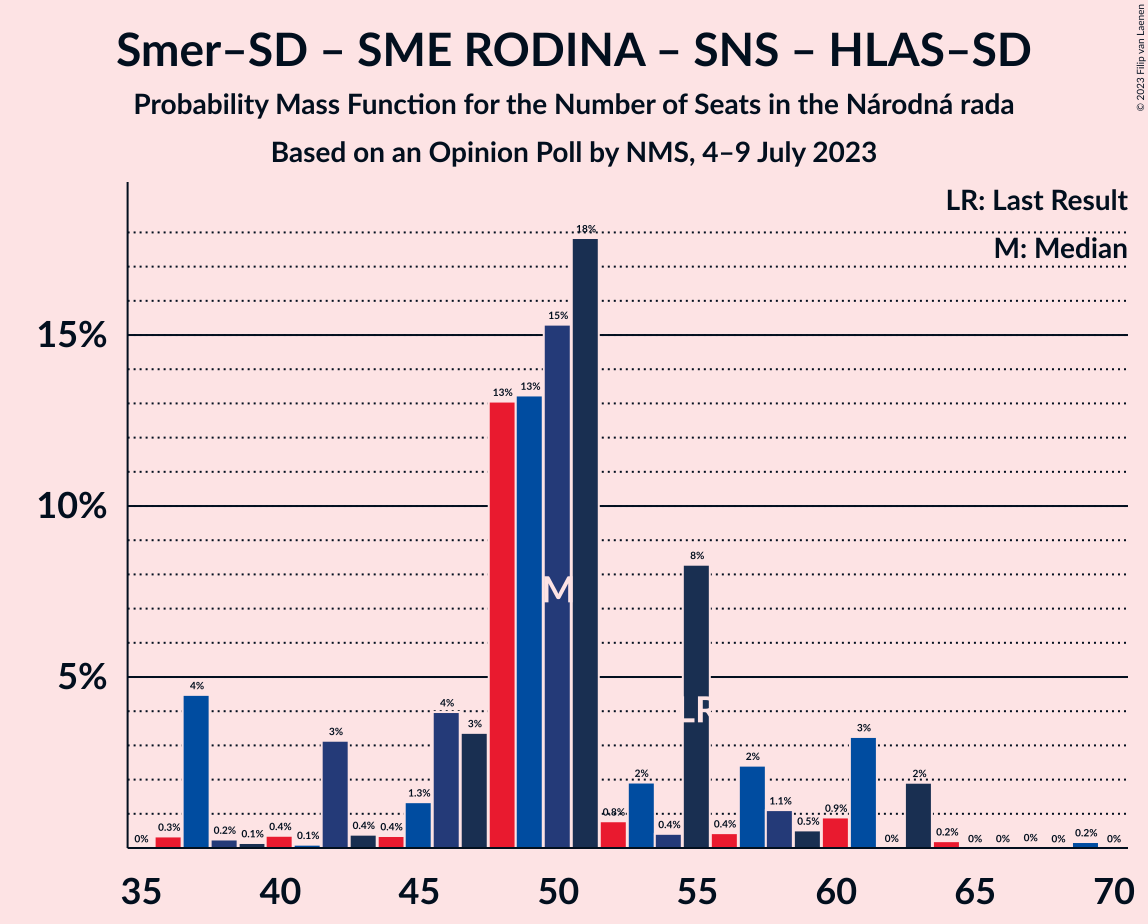 © 2023 Filip van Laenen
Smer–SD – SME RODINA – SNS – HLAS–SD
Probability Mass Function for the Number of Seats in the Národná rada
Based on an Opinion Poll by NMS, 4–9 July 2023
LR: Last Result
M: Median
15%
10%
5%
0% 0.3% 4% 0.2% 0.1% 0.4% 0.1% 3% 0.4% 0.4% 1.3% 4% 3% 13% 13% 15% 18% 0.8% 2% 0.4% 8% 0.4% 2% 1.1% 0.5% 0.9% 3% 0% 2% 0.2% 0% 0% 0% 0% 0.2% 0%
M
LR
35 40 45 50 55 60 65 70